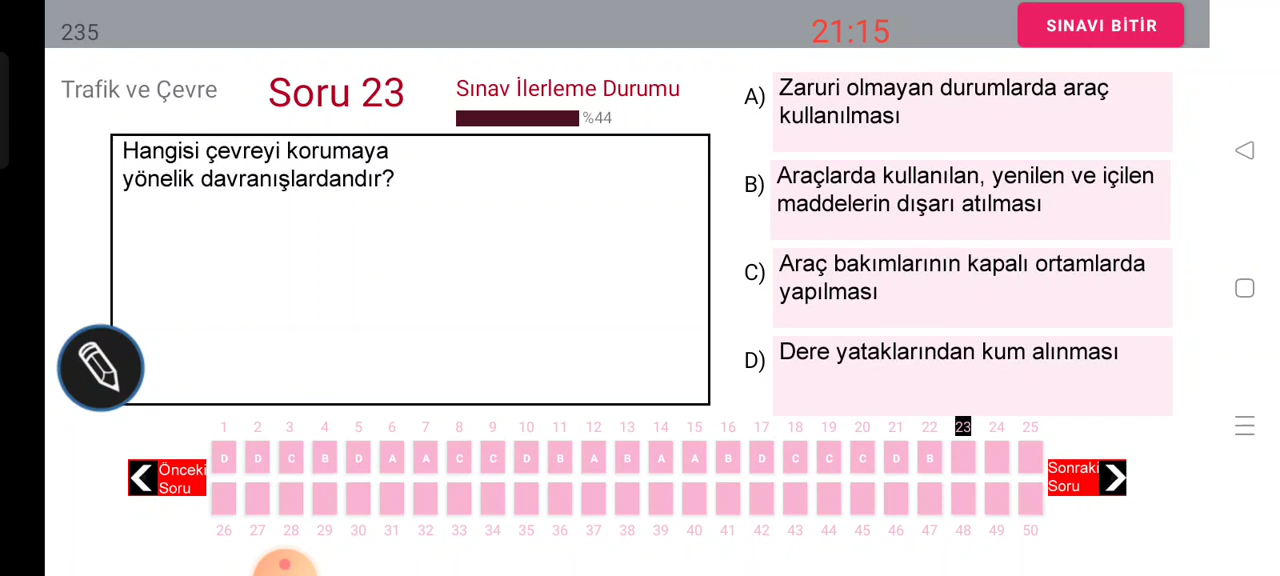 235
21:15
SINAVI BİTİR
Trafik ve Çevre
Soru 23
Sınav İlerleme Durumu
%44
Hangisi çevreyi korumaya
yönelik davranışlardandır?
A) Zaruri olmayan durumlarda araç
kullanılması
B) Araçlarda kullanılan, yenilen ve içilen
maddelerin dışarı atılması
C) Araç bakımlarının kapalı ortamlarda
yapılması
D) Dere yataklarından kum alınması
1 2 3 4 5 6 7 8 9 10 11 12 13 14 15 16 17 18 19 20 21 22 23 24 25
D D C B D A A C C D B A B A A B D C C C D B
Önceki
Soru
Sonraki
Soru
26 27 28 29 30 31 32 33 34 35 36 37 38 39 40 41 42 43 44 45 46 47 48 49 50